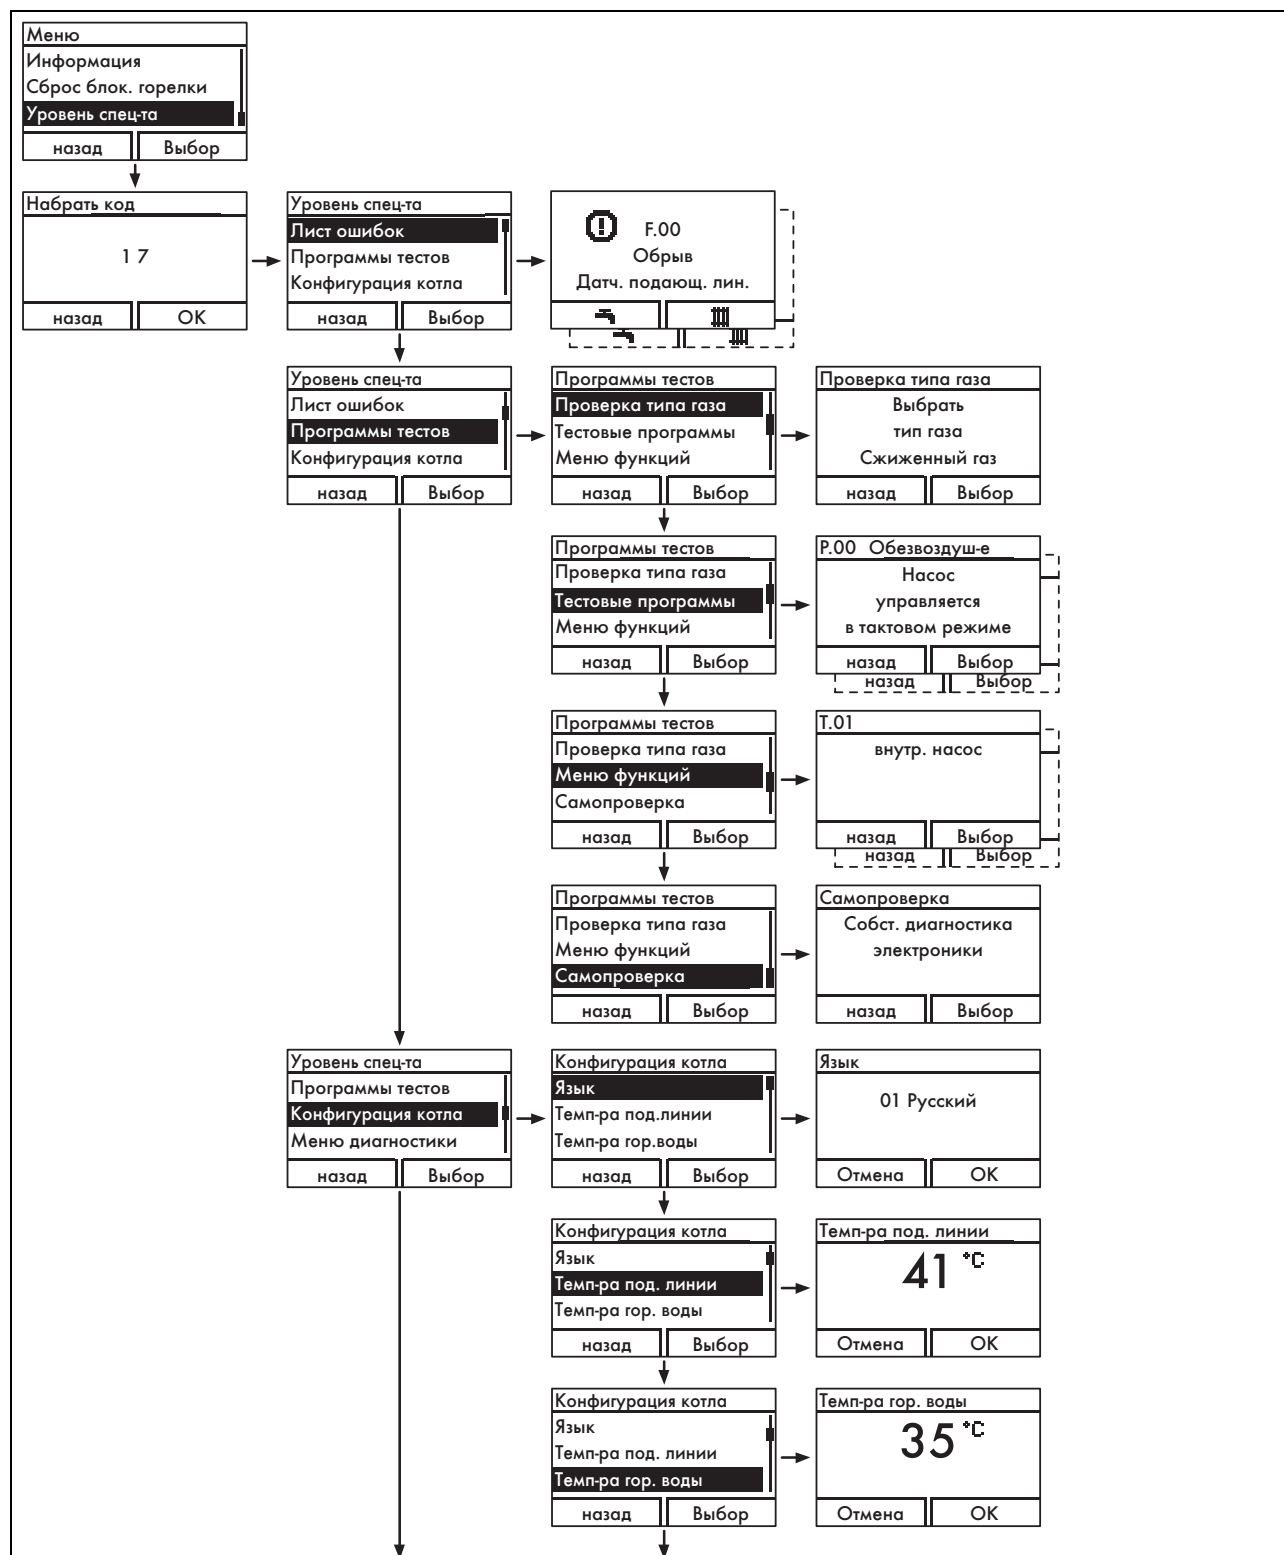 Меню
Информация
Сброс блок. горелки
Уровень спец-та
назад Выбор
Набрать код
1 7
назад OK
Уровень спец-та
Лист ошибок
Программы тестов
Конфигурация котла
назад Выбор
F.00
Обрыв
Датч. подающ. лин.
Уровень спец-та
Лист ошибок
Программы тестов
Конфигурация котла
назад Выбор
Программы тестов
Проверка типа газа
Тестовые программы
Меню функций
назад Выбор
Проверка типа газа
Выбрать
тип газа
Сжиженный газ
назад Выбор
Программы тестов
Проверка типа газа
Тестовые программы
Меню функций
назад Выбор
P.00 Обезвоздуш-е
Насос
управляется
в тактовом режиме
назад Выбор
назад Выбор
Программы тестов
Проверка типа газа
Меню функций
Самопроверка
назад Выбор
T.01
внутр. насос
назад Выбор
назад Выбор
Программы тестов
Проверка типа газа
Меню функций
Самопроверка
назад Выбор
Самопроверка
Собст. диагностика
электроники
назад Выбор
Уровень спец-та
Программы тестов
Конфигурация котла
Меню диагностики
назад Выбор
Конфигурация котла
Язык
Темп-ра под.линии
Темп-ра гор.воды
назад Выбор
Язык
01 Русский
Отмена OK
Конфигурация котла
Язык
Темп-ра под. линии
Темп-ра гор. воды
назад Выбор
Темп-ра под. линии
41 °C
Отмена OK
Конфигурация котла
Язык
Темп-ра под. линии
Темп-ра гор. воды
назад Выбор
Темп-ра гор. воды
35 °C
Отмена OK